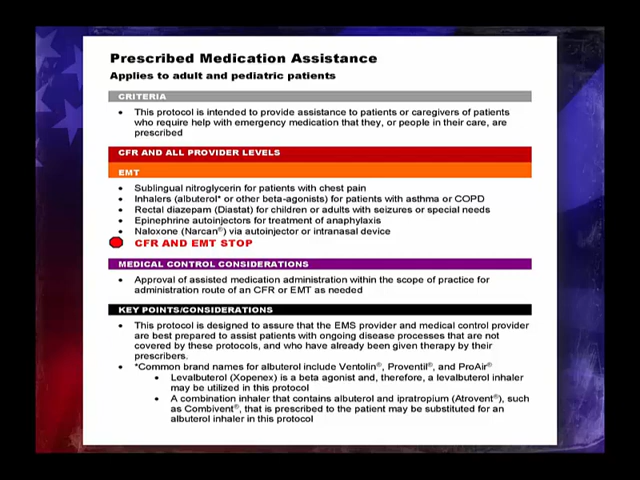 Prescribed Medication Assistance
Applies to adult and pediatric patients
CRITERIA
• This protocol is intended to provide assistance to patients or caregivers of patients
who require help with emergency medication that they, or people in their care, are
prescribed
CFR AND ALL PROVIDER LEVELS
EMT
• Sublingual nitroglycerin for patients with chest pain
• Inhalers (albuterol* or other beta-agonists) for patients with asthma or COPD
• Rectal diazepam (Diastat) for children or adults with seizures or special needs
• Epinephrine autoinjectors for treatment of anaphylaxis
• Naloxone (Narcan®) via autoinjector or intranasal device
CFR AND EMT STOP
MEDICAL CONTROL CONSIDERATIONS
• Approval of assisted medication administration within the scope of practice for
administration route of an CFR or EMT as needed
KEY POINTS/CONSIDERATIONS
• This protocol is designed to assure that the EMS provider and medical control provider
are best prepared to assist patients with ongoing disease processes that are not
covered by these protocols, and who have already been given therapy by their
prescribers.
• *Common brand names for albuterol include Ventolin®, Proventil®, and ProAir®
• Levalbuterol (Xopenex) is a beta agonist and, therefore, a levalbuterol inhaler
may be utilized in this protocol
• A combination inhaler that contains albuterol and ipratropium (Atrovent®), such
as Combivent®, that is prescribed to the patient may be substituted for an
albuterol inhaler in this protocol